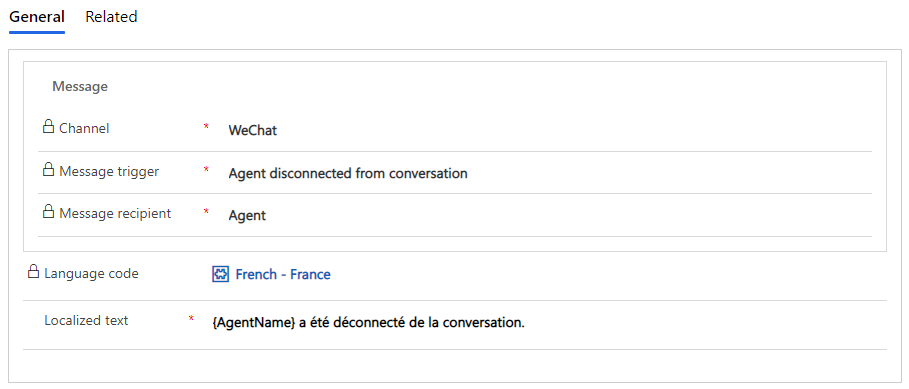 General Related
Message
Channel * WeChat
Message trigger * Agent disconnected from conversation
Message recipient * Agent
Language code French - France
Localized text * {AgentName} a été déconnecté de la conversation.